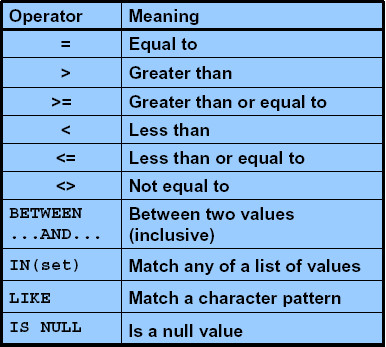 Operator Meaning
= Equal to
> Greater than
>= Greater than or equal to
< Less than
<= Less than or equal to
<> Not equal to
BETWEEN Between two values
...AND... (inclusive)
IN(set) Match any of a list of values
LIKE Match a character pattern
IS NULL Is a null value